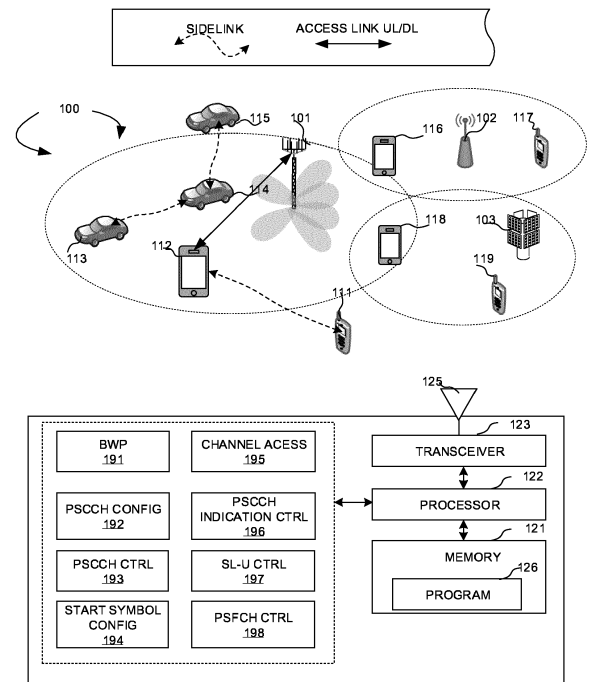 SIDELINK
ACCESS LINK UL/DL
100
115
101
116
102
117
114
113
112
118
103
119
111
125
123
TRANSCEIVER
122
PROCESSOR
121
MEMORY
126
PROGRAM
BWP
191
CHANNEL ACESS
195
PSCCH CONFIG
192
PSCCH
INDICATION CTRL
196
PSCCH CTRL
193
SL-U CTRL
197
START SYMBOL
CONFIG
194
PSFCH CTRL
198